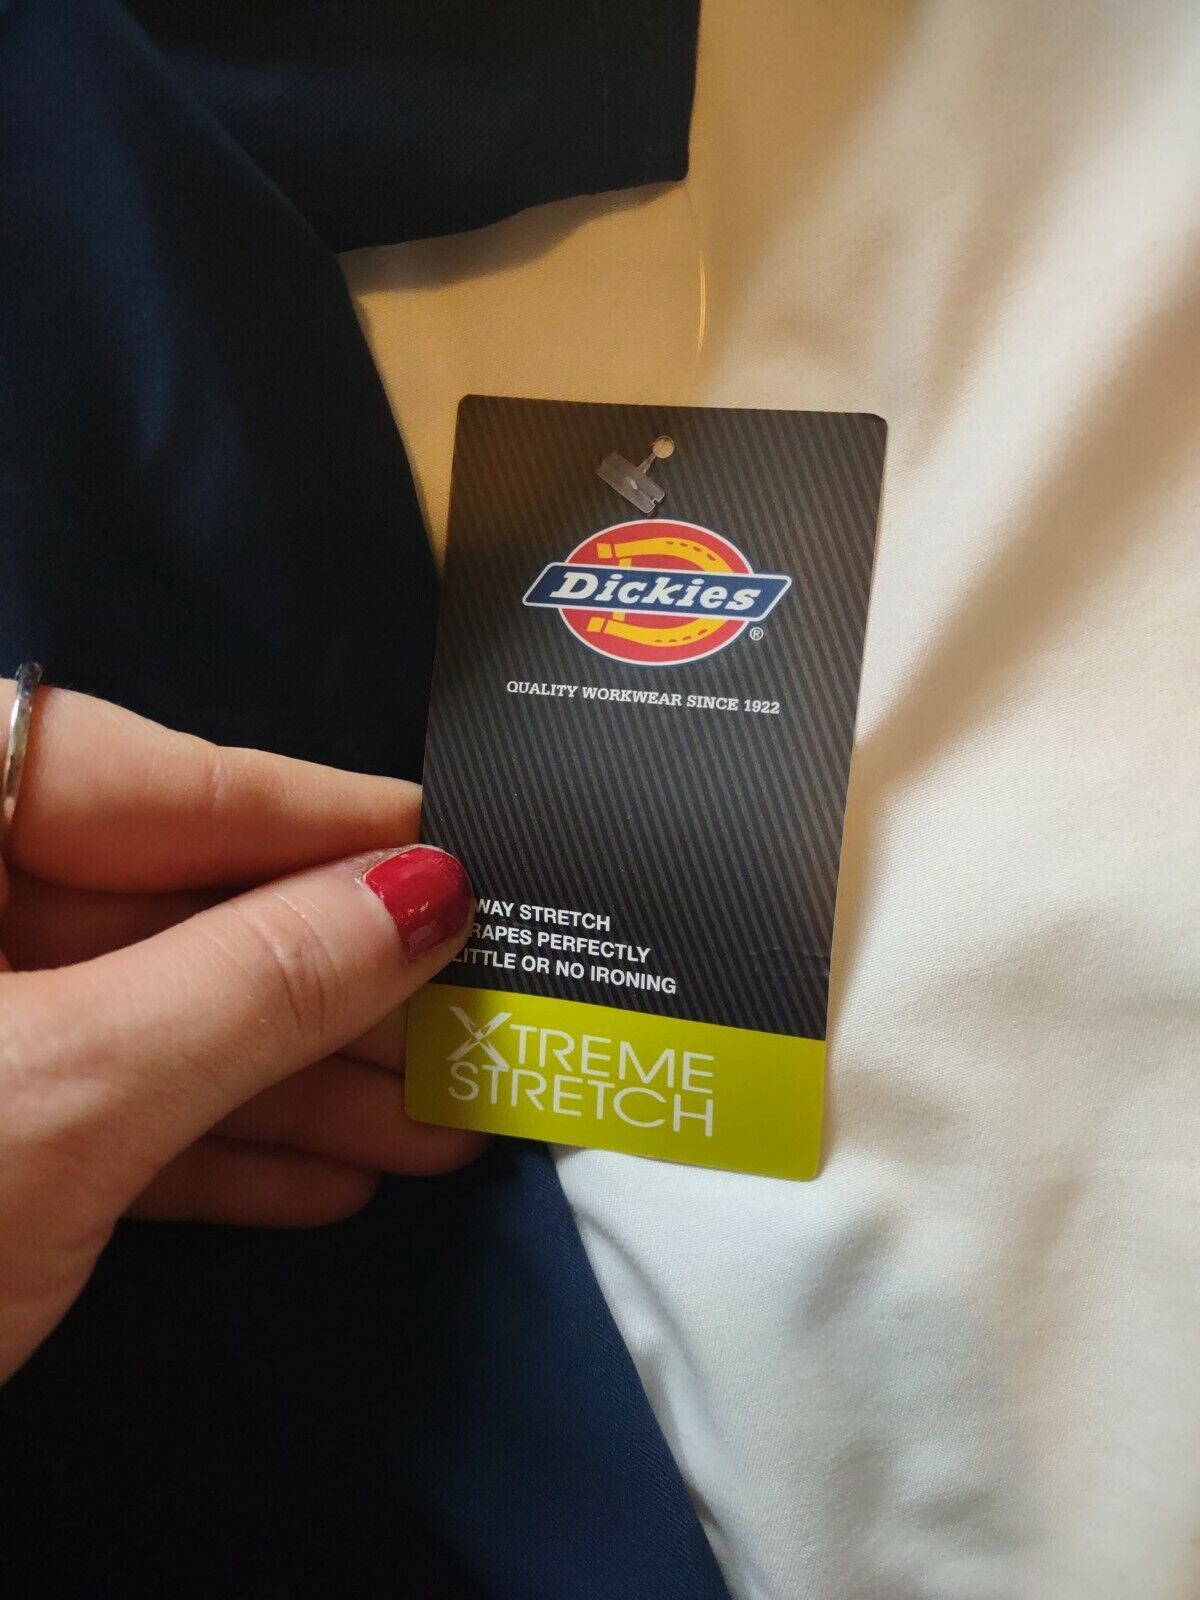 Dickies®
QUALITY WORKWEAR SINCE 1922
WAY STRETCH
RAPES PERFECTLY
LITTLE OR NO IRONING
XTREME
STRETCH